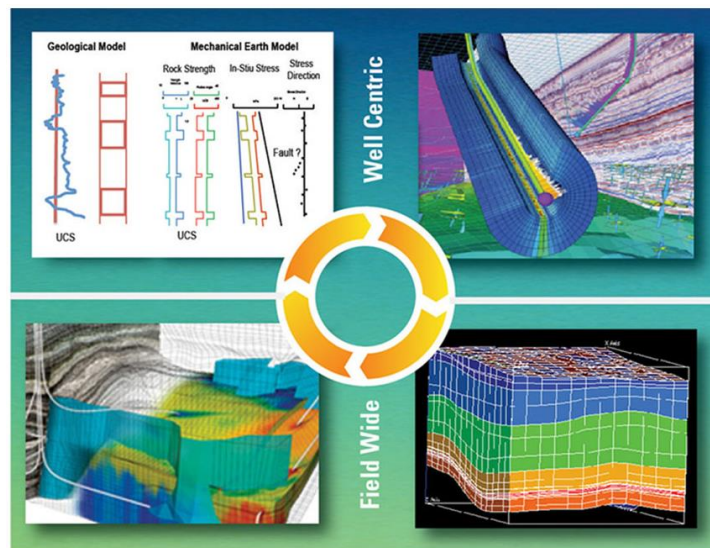 Geological Model
Mechanical Earth Model
Rock Strength
In-Stiu Stress
Stress
Direction
Fault ?
UCS
UCS
Well Centric
Field Wide
X Axis